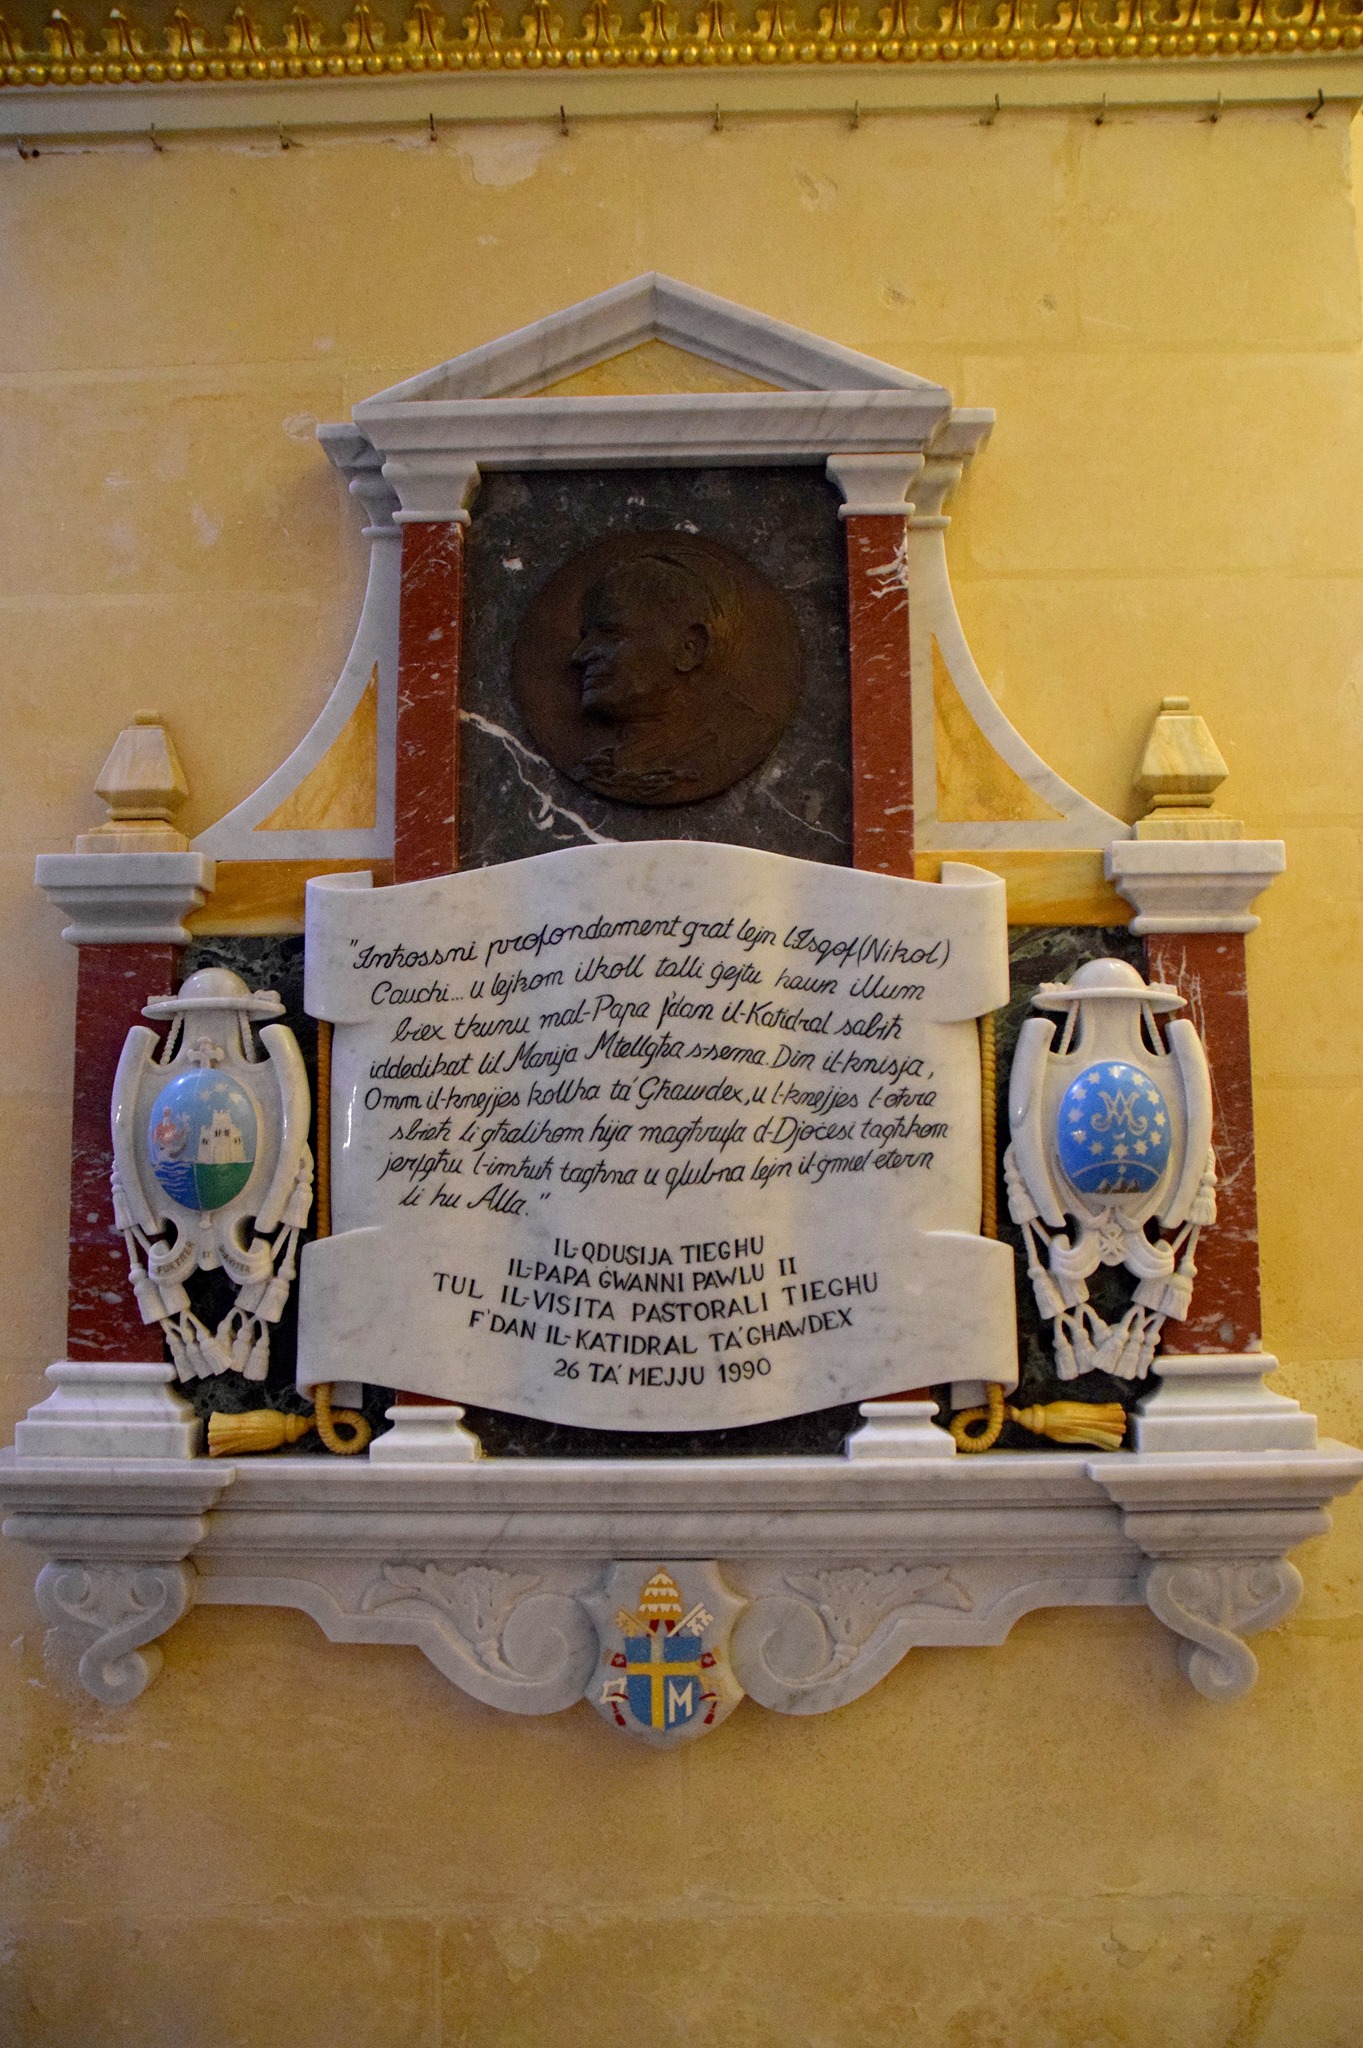 "Inħossni profondament grat lejn l-Isqof (Nikol)
Cauchi... u lejkom ilkoll talli ġejtu hawn illum
biex tkunu mal-Papa f'dan il-Katidral sabiħ
iddedikat lil Marija Mtellgħa s-sema. Din il-knisja,
Omm il-knejjes kollha ta' Għawdex, u l-knejjes l-oħra
sbieħ li għalihom hija magħrufa d-Djoċesi tagħkom
jerfgħu l-imħuħ tagħna u qlubna lejn il-ġmiel etern
li hu Alla."
IL-QDUSIJA TIEGĦU
IL-PAPA ĠWANNI PAWLU II
TUL IL-VISITA PASTORALI TIEGĦU
F'DAN IL-KATIDRAL TA' GĦAWDEX
26 TA' MEJJU 1990
FORTITER ET SUAVITER
M